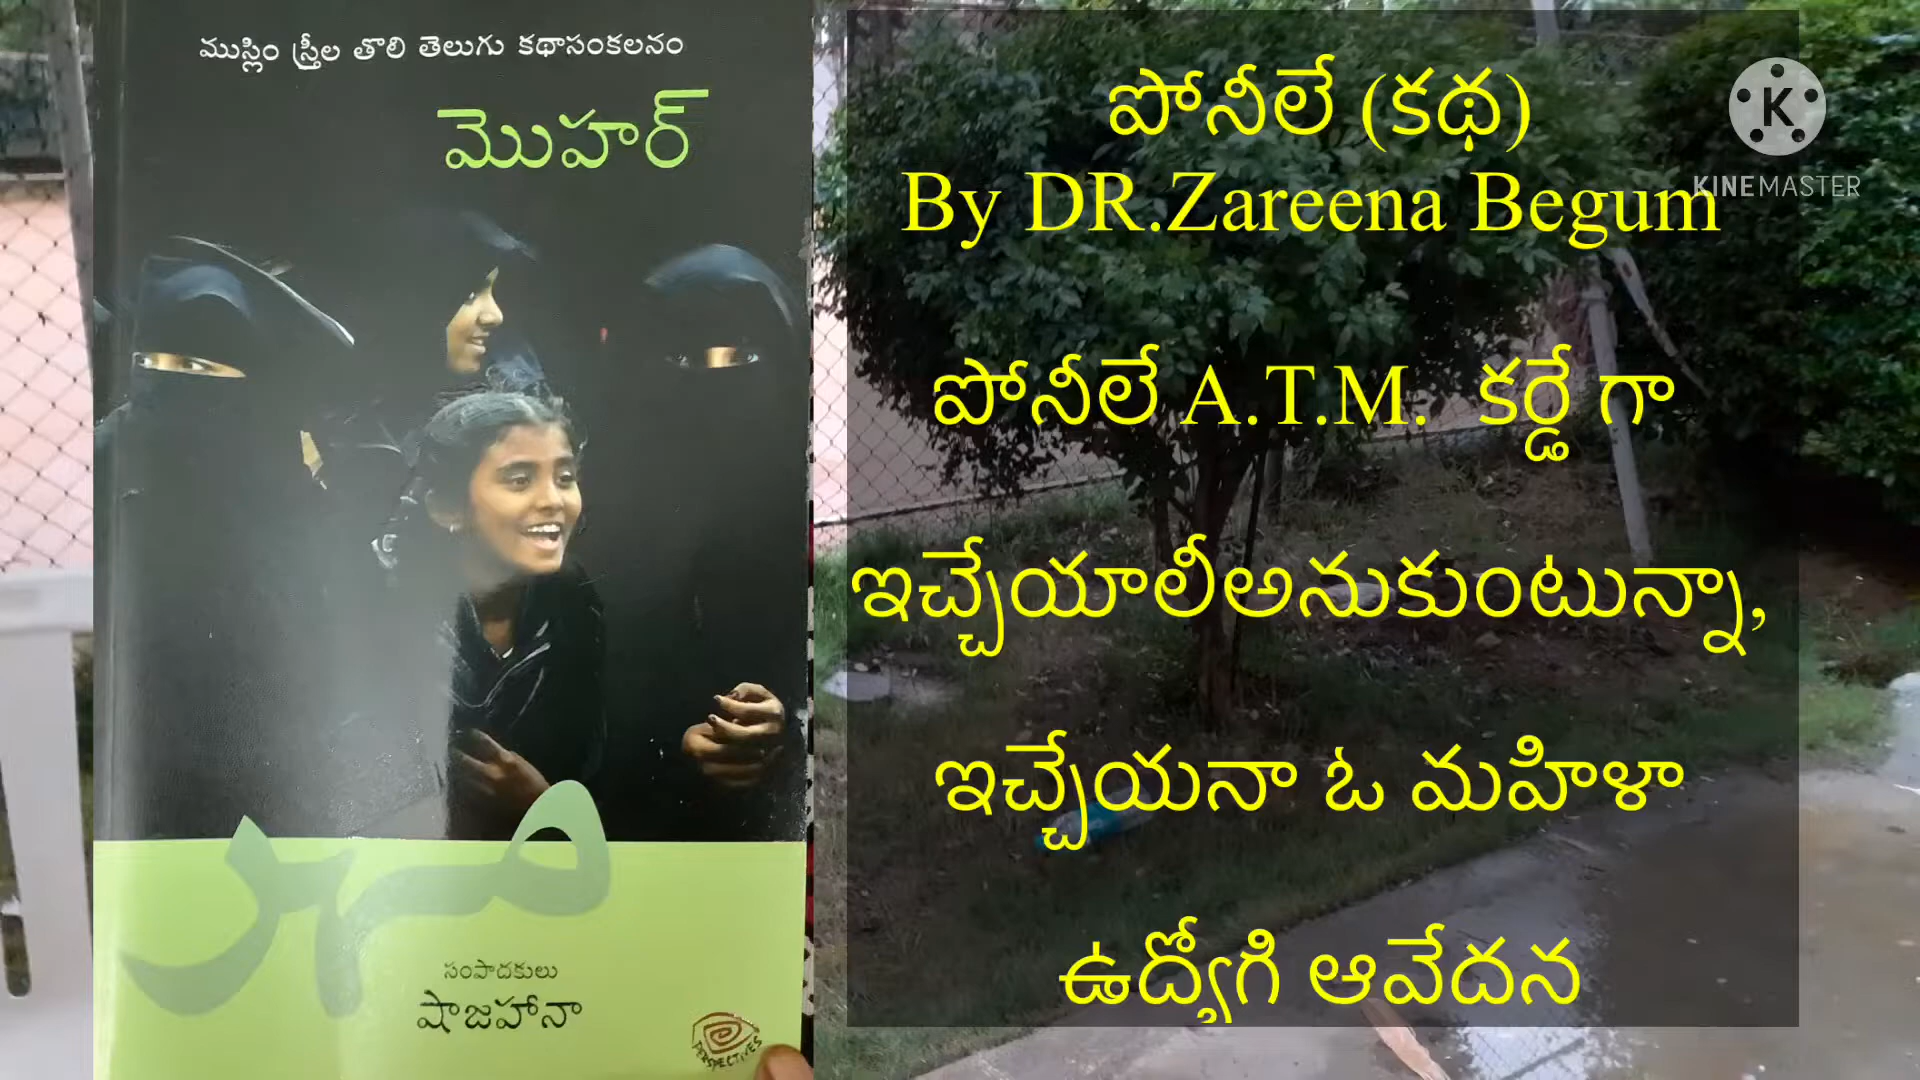 ముస్లిం స్త్రీల తొలి తెలుగు కథాసంకలనం
మొహర్
مہر
సంపాదకులు
షాజహానా
PERSPECTIVES
పోనీలే (కథ)
By DR.Zareena Begum
పోనీలే A.T.M. కర్డే గా
ఇచ్చేయాలీఅనుకుంటున్నా,
ఇచ్చేయనా ఓ మహిళా
ఉద్యోగి ఆవేదన
K
KINEMASTER